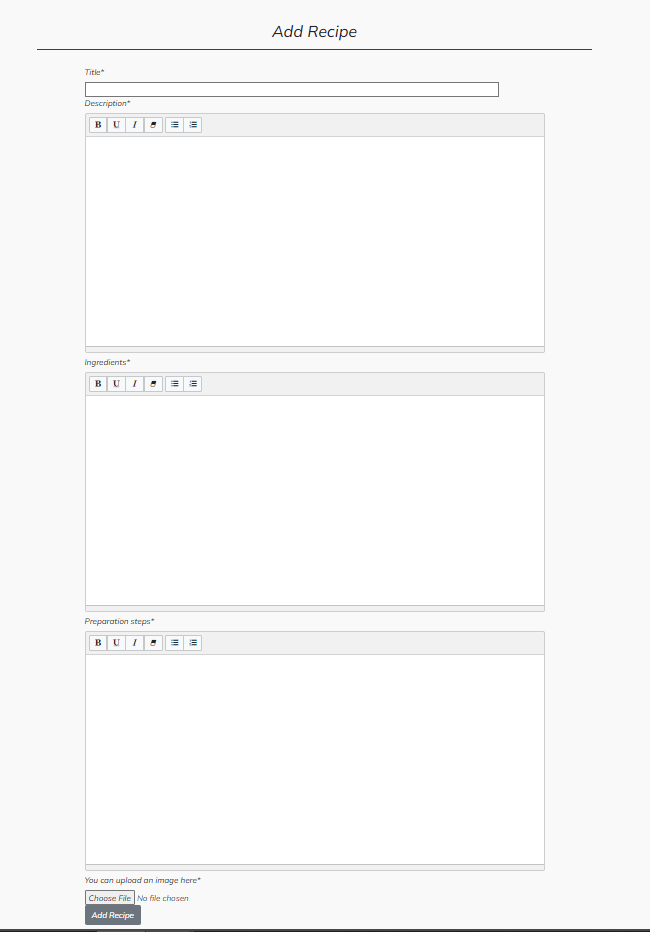 Add Recipe
Title*
Description*
B U I
Ingredients*
B U I
Preparation steps*
B U I
You can upload an image here*
Choose File No file chosen
Add Recipe